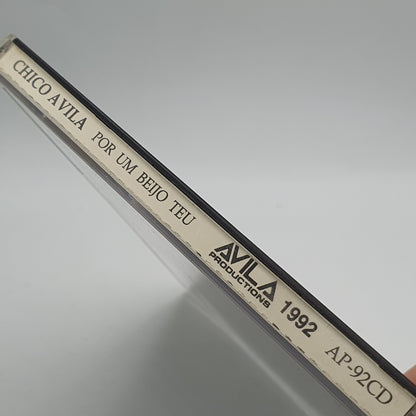 CHICO AVILA POR UM BEIJO TEU AVILA PRODUCTIONS 1992 AP-92CD